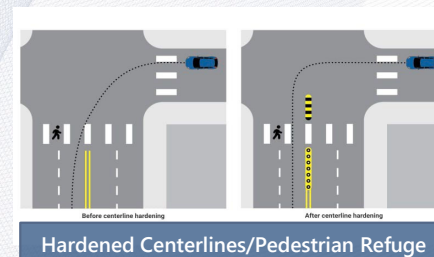 Before centerline hardening
After centerline hardening
Hardened Centerlines/Pedestrian Refuge